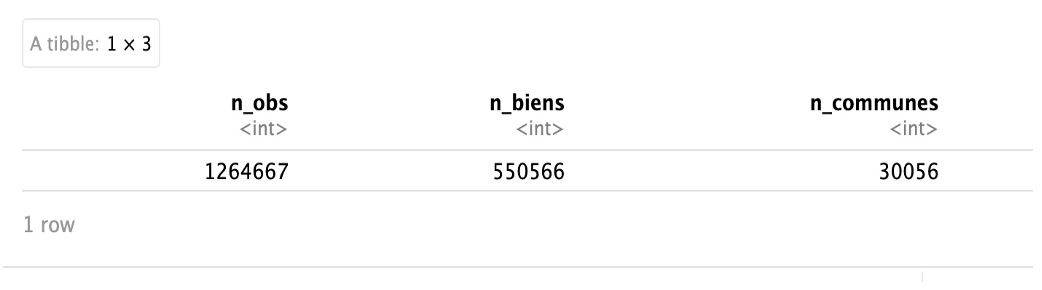 A tibble: 1 × 3
n_obs n_biens n_communes
<int> <int> <int>
1264667 550566 30056
1 row